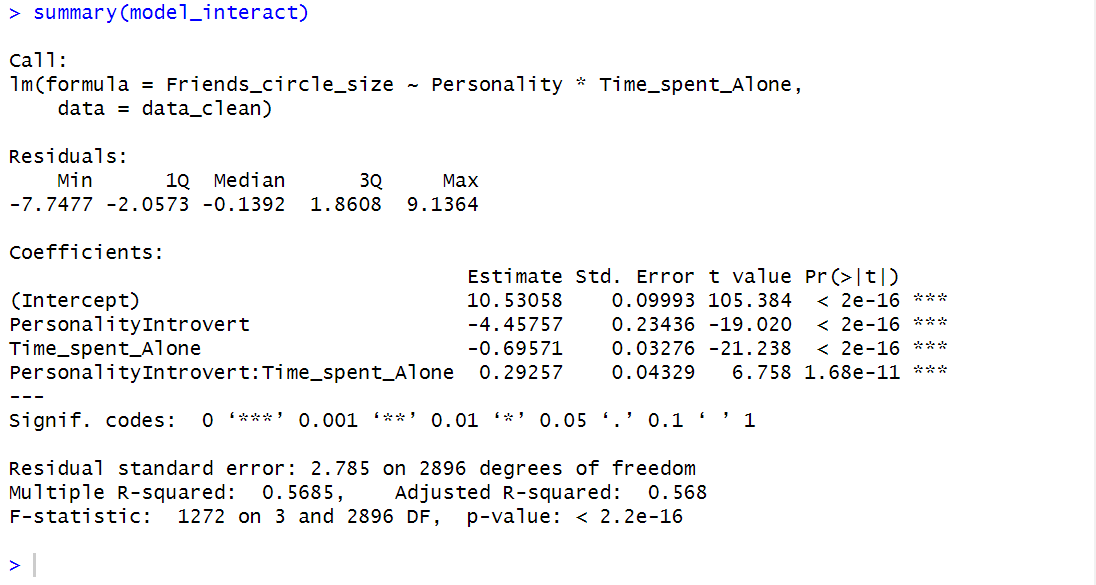 > summary(model_interact)

Call:
lm(formula = Friends_circle_size ~ Personality * Time_spent_Alone,
    data = data_clean)

Residuals:
    Min      1Q  Median      3Q     Max
-7.7477 -2.0573 -0.1392  1.8608  9.1364

Coefficients:
                                      Estimate Std. Error t value Pr(>|t|)
(Intercept)                           10.53058    0.09993 105.384  < 2e-16 ***
PersonalityIntrovert                  -4.45757    0.23436 -19.020  < 2e-16 ***
Time_spent_Alone                      -0.69571    0.03276 -21.238  < 2e-16 ***
PersonalityIntrovert:Time_spent_Alone  0.29257    0.04329   6.758 1.68e-11 ***
---
Signif. codes:  0 ‘***’ 0.001 ‘**’ 0.01 ‘*’ 0.05 ‘.’ 0.1 ‘ ’ 1

Residual standard error: 2.785 on 2896 degrees of freedom
Multiple R-squared:  0.5685,    Adjusted R-squared:  0.568
F-statistic:  1272 on 3 and 2896 DF,  p-value: < 2.2e-16

>